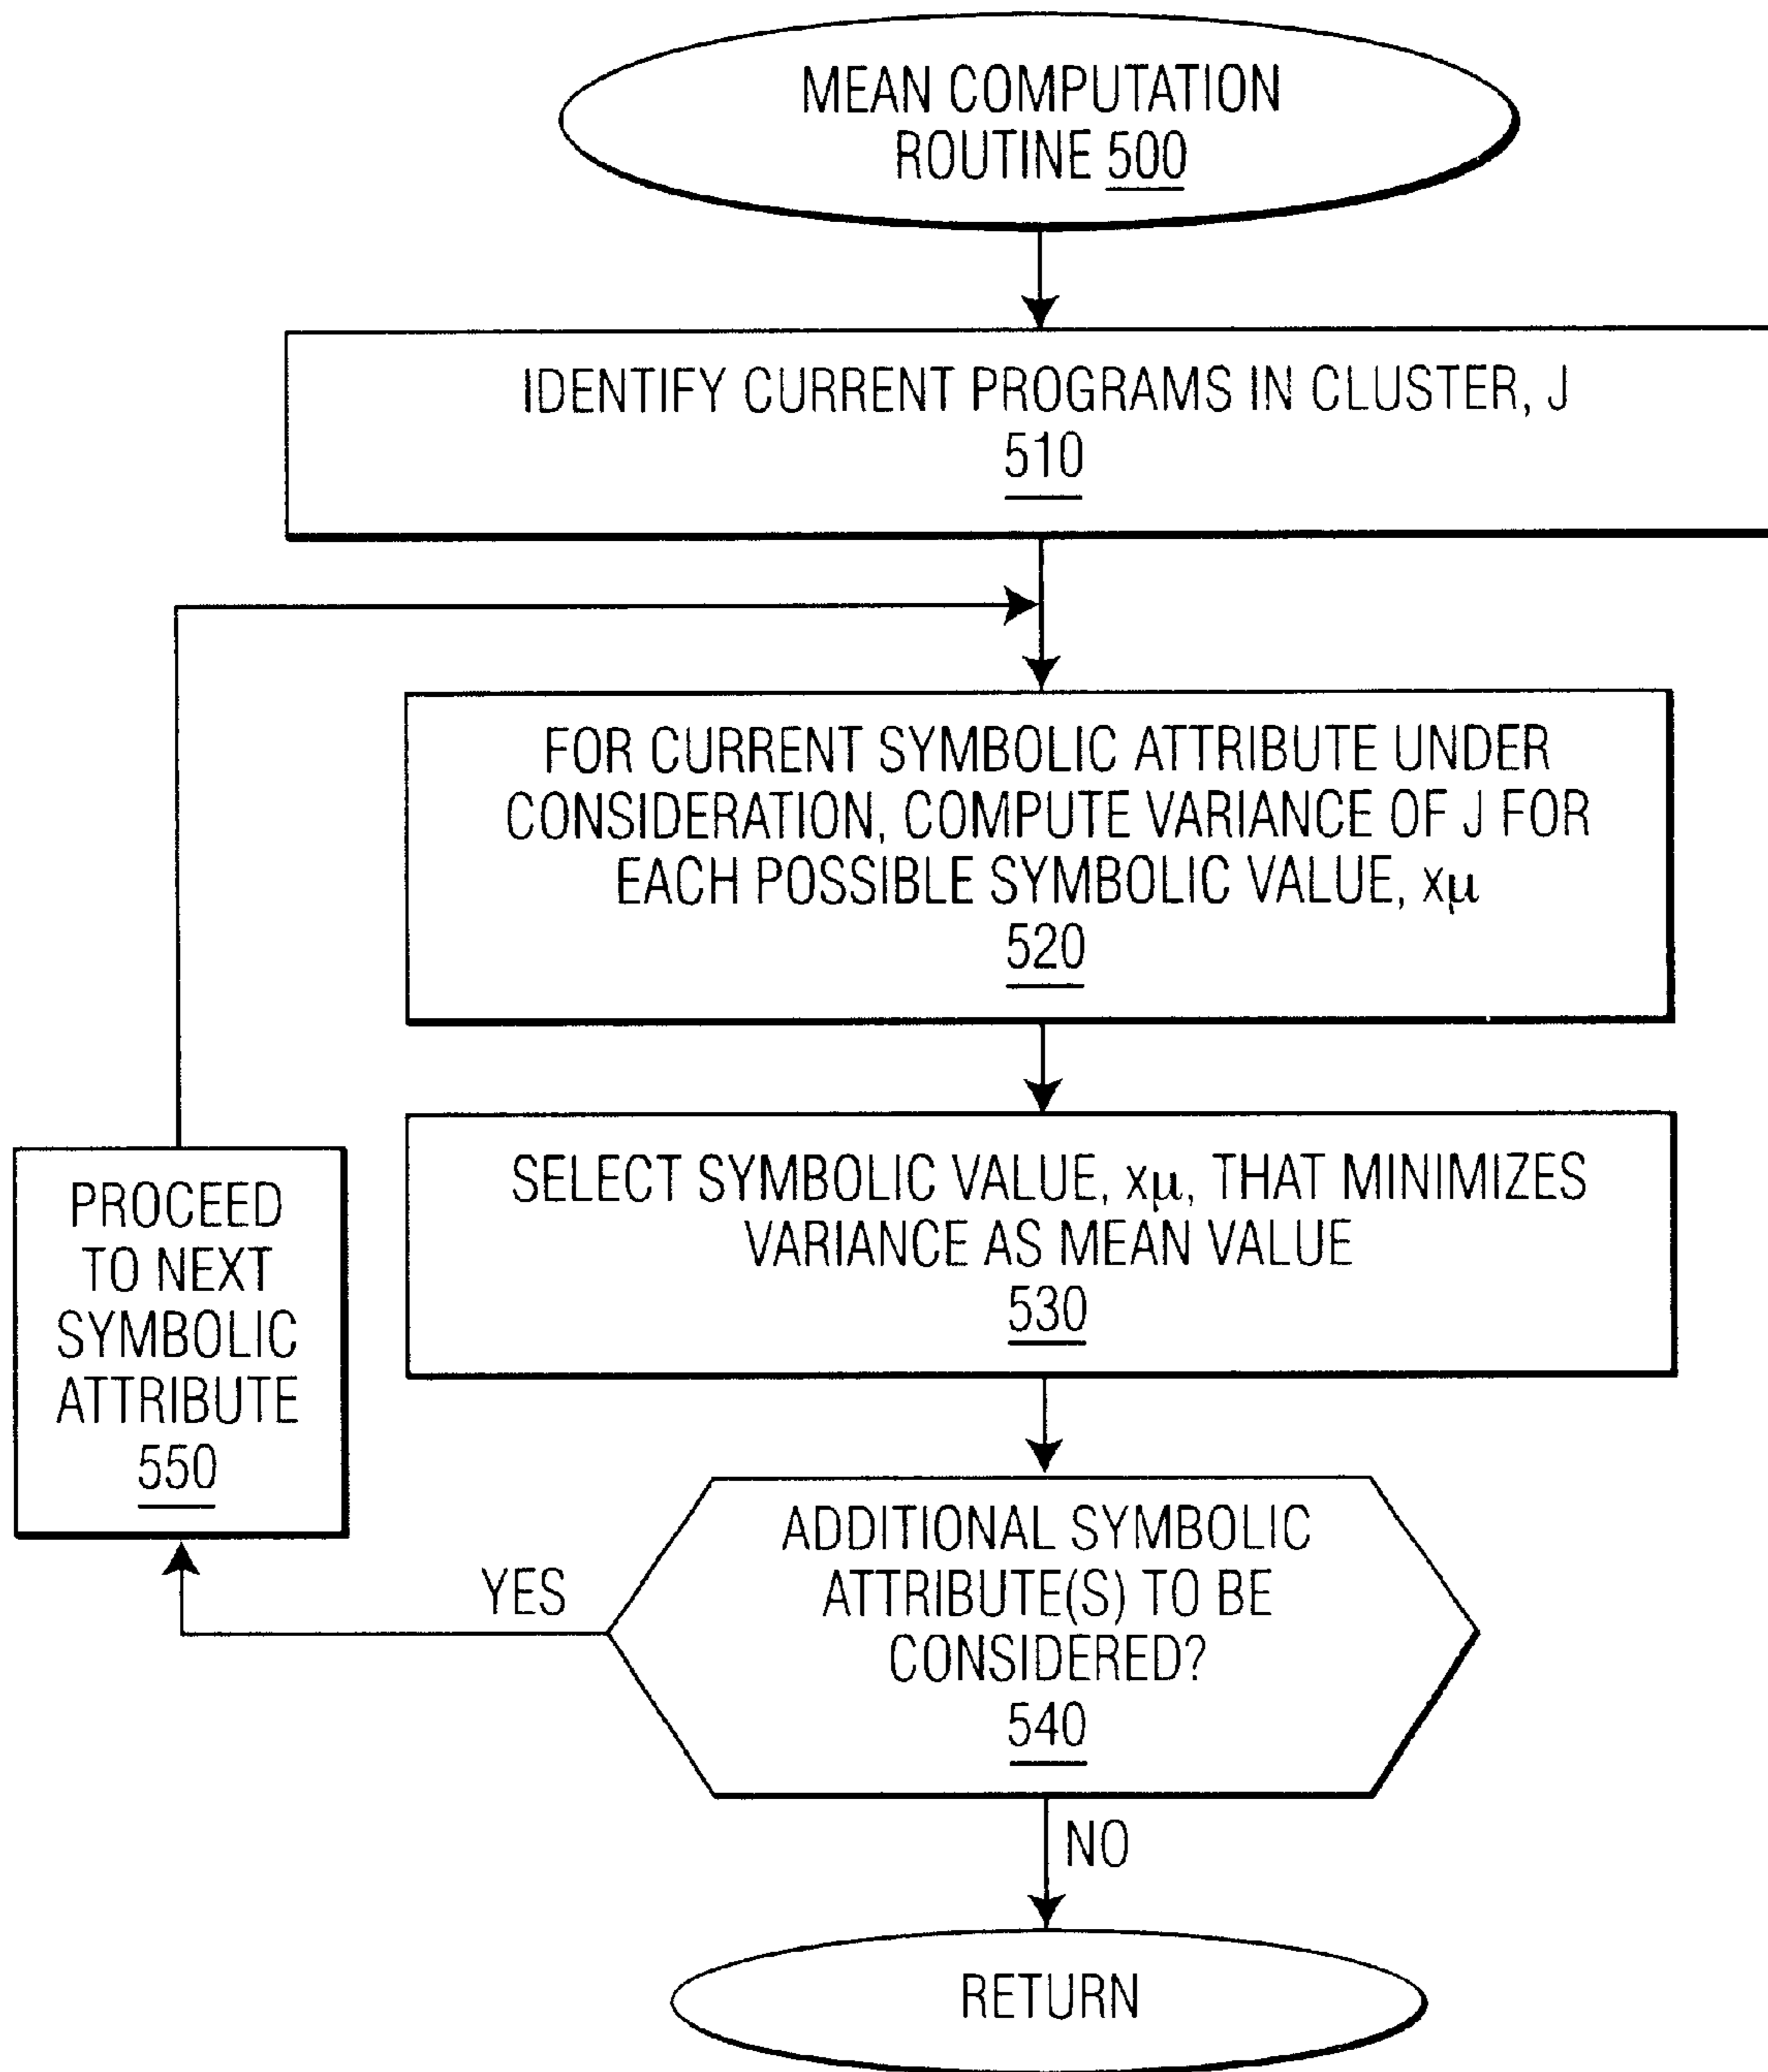 MEAN COMPUTATION
ROUTINE 500
IDENTIFY CURRENT PROGRAMS IN CLUSTER, J
510
FOR CURRENT SYMBOLIC ATTRIBUTE UNDER
CONSIDERATION, COMPUTE VARIANCE OF J FOR
EACH POSSIBLE SYMBOLIC VALUE, xμ
520
SELECT SYMBOLIC VALUE, xμ, THAT MINIMIZES
VARIANCE AS MEAN VALUE
530
PROCEED
TO NEXT
SYMBOLIC
ATTRIBUTE
550
ADDITIONAL SYMBOLIC
ATTRIBUTE(S) TO BE
CONSIDERED?
540
YES
NO
RETURN